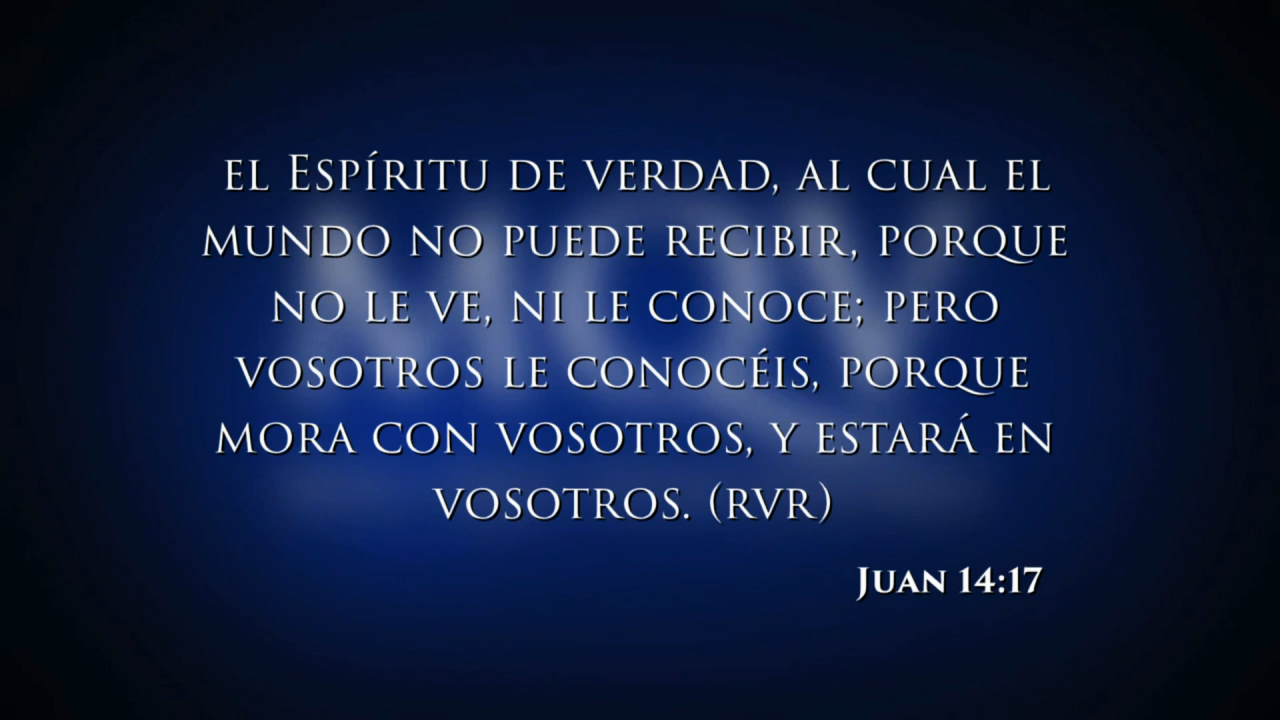 el Espíritu de verdad, al cual el
mundo no puede recibir, porque
no le ve, ni le conoce; pero
vosotros le conocéis, porque
mora con vosotros, y estará en
vosotros. (rvr)
Juan 14:17